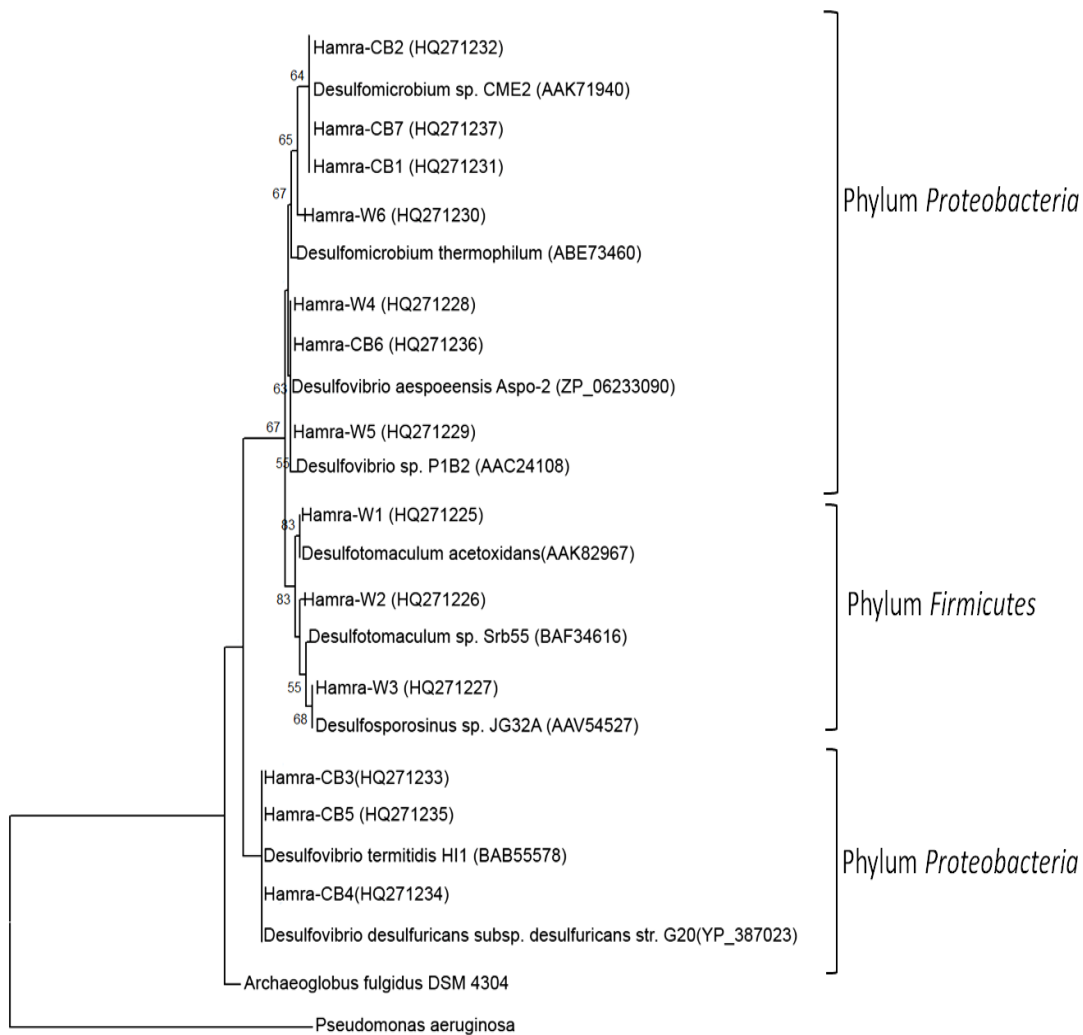 Hamra-CB2 (HQ271232)
64
Desulfomicrobium sp. CME2 (AAK71940)
Hamra-CB7 (HQ271237)
65
Hamra-CB1 (HQ271231)
67
Phylum Proteobacteria
Hamra-W6 (HQ271230)
Desulfomicrobium thermophilum (ABE73460)
Hamra-W4 (HQ271228)
Hamra-CB6 (HQ271236)
63
Desulfovibrio aespoeensis Aspo-2 (ZP_06233090)
67
Hamra-W5 (HQ271229)
55
Desulfovibrio sp. P1B2 (AAC24108)
Hamra-W1 (HQ271225)
83
Desulfotomaculum acetoxidans(AAK82967)
83
Hamra-W2 (HQ271226)
Phylum Firmicutes
Desulfotomaculum sp. Srb55 (BAF34616)
55
Hamra-W3 (HQ271227)
68
Desulfosporosinus sp. JG32A (AAV54527)
Hamra-CB3(HQ271233)
Hamra-CB5 (HQ271235)
Desulfovibrio termitidis HI1 (BAB55578)
Phylum Proteobacteria
Hamra-CB4(HQ271234)
Desulfovibrio desulfuricans subsp. desulfuricans str. G20(YP_387023)
Archaeoglobus fulgidus DSM 4304
Pseudomonas aeruginosa